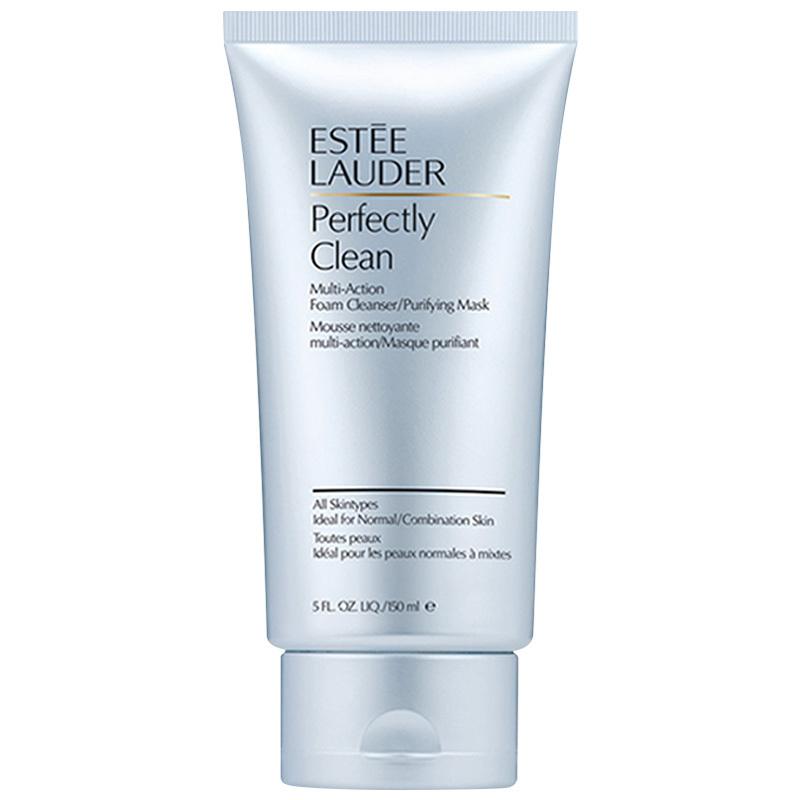 ESTĒE
LAUDER
Perfectly
Clean
Multi-Action
Foam Cleanser/Purifying Mask
Mousse nettoyante
multi-action/Masque purifiant
All Skintypes
Ideal for Normal/Combination Skin
Toutes peaux
Idéal pour les peaux normales à mixtes
5 FL. OZ. LIQ./150 ml ℮